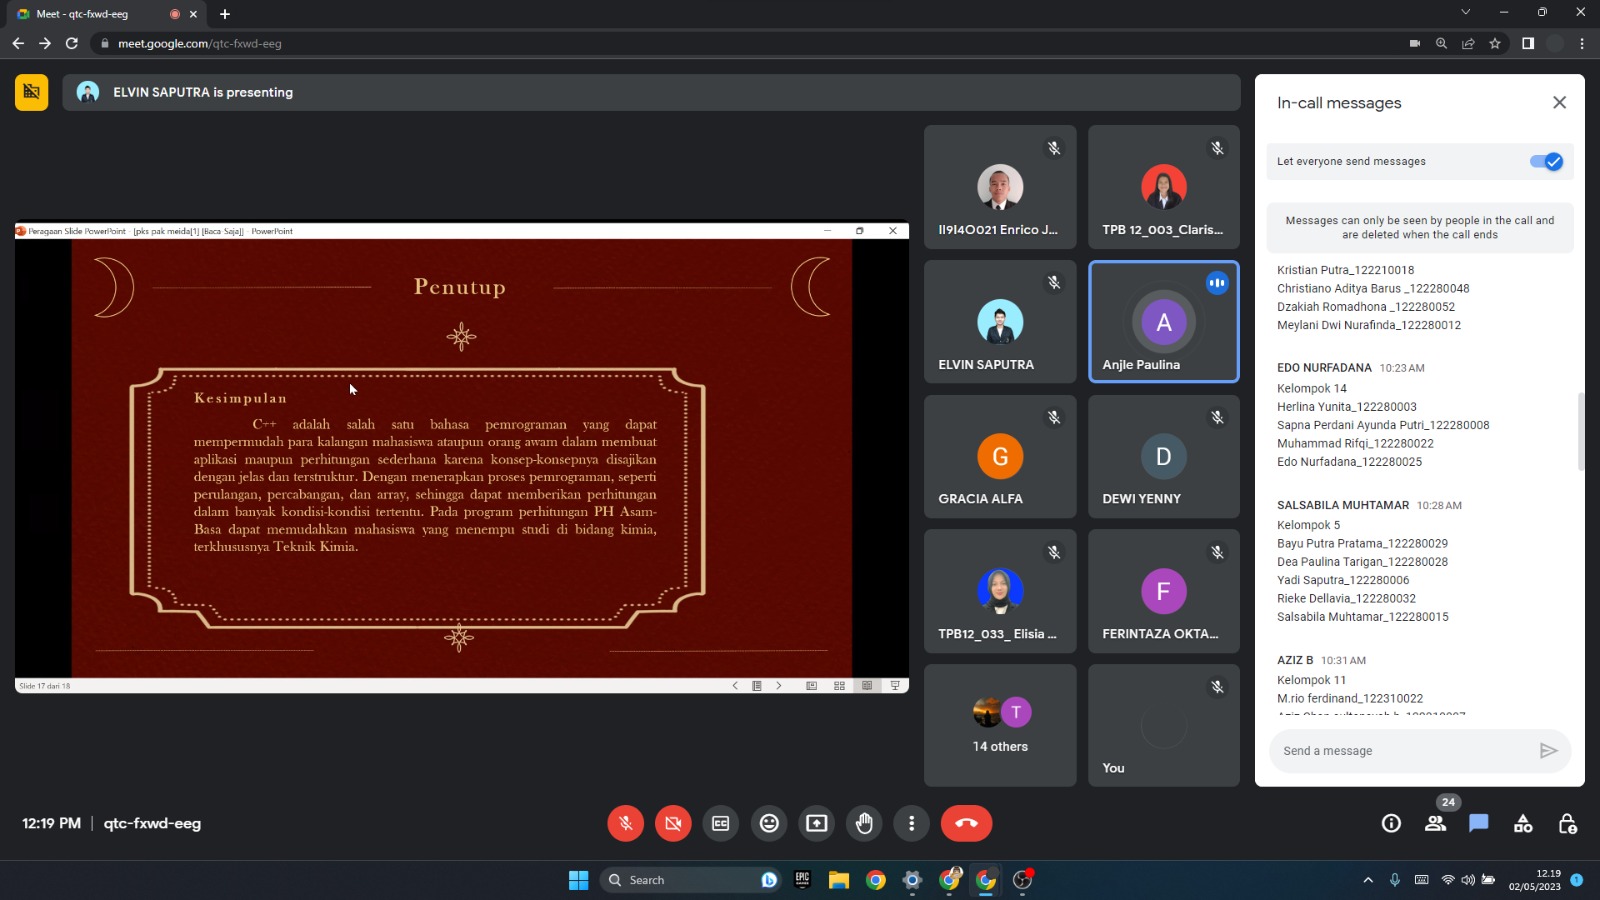 Meet - qtc-fxwd-eeg
meet.google.com/qtc-fxwd-eeg
ELVIN SAPUTRA is presenting
Peragaan Slide PowerPoint - [pks pak meida[1] [Baca-Saja]] - PowerPoint
Penutup
Kesimpulan
C++ adalah salah satu bahasa pemrograman yang dapat
mempermudah para kalangan mahasiswa ataupun orang awam dalam membuat
aplikasi maupun perhitungan sederhana karena konsep-konsepnya disajikan
dengan jelas dan terstruktur. Dengan menerapkan proses pemrograman, seperti
perulangan, percabangan, dan array, sehingga dapat memberikan perhitungan
dalam banyak kondisi-kondisi tertentu. Pada program perhitungan PH Asam-
Basa dapat memudahkan mahasiswa yang menempu studi di bidang kimia,
terkhususnya Teknik Kimia.
Slide 17 dari 18
II9I4O021 Enrico J...
TPB 12_003_Claris...
ELVIN SAPUTRA
A
Anjle Paulina
G
GRACIA ALFA
D
DEWI YENNY
TPB12_033_ Elisia ...
F
FERINTAZA OKTA...
T
14 others
You
In-call messages
Let everyone send messages
Messages can only be seen by people in the call and
are deleted when the call ends
Kristian Putra_122210018
Christiano Aditya Barus _122280048
Dzakiah Romadhona _122280052
Meylani Dwi Nurafinda_122280012
EDO NURFADANA 10:23 AM
Kelompok 14
Herlina Yunita_122280003
Sapna Perdani Ayunda Putri_122280008
Muhammad Rifqi_122280022
Edo Nurfadana_122280025
SALSABILA MUHTAMAR 10:28 AM
Kelompok 5
Bayu Putra Pratama_122280029
Dea Paulina Tarigan_122280028
Yadi Saputra_122280006
Rieke Dellavia_122280032
Salsabila Muhtamar_122280015
AZIZ B 10:31 AM
Kelompok 11
M.rio ferdinand_122310022
Send a message
12:19 PM | qtc-fxwd-eeg
24
Search
EPIC
GAMES
12.19
02/05/2023
1